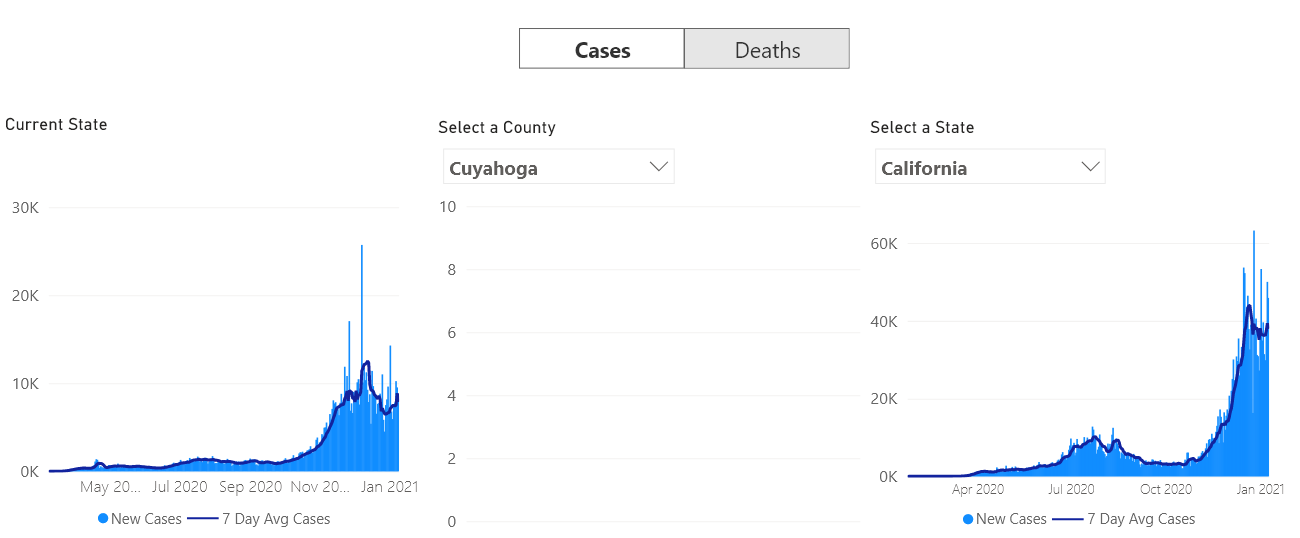 Cases Deaths
Current State
Select a County
Select a State
Cuyahoga
California
30K
20K
10K
0K
May 20... Jul 2020 Sep 2020 Nov 20... Jan 2021
New Cases 7 Day Avg Cases
10
8
6
4
2
0
60K
40K
20K
0K
Apr 2020 Jul 2020 Oct 2020 Jan 2021
New Cases 7 Day Avg Cases